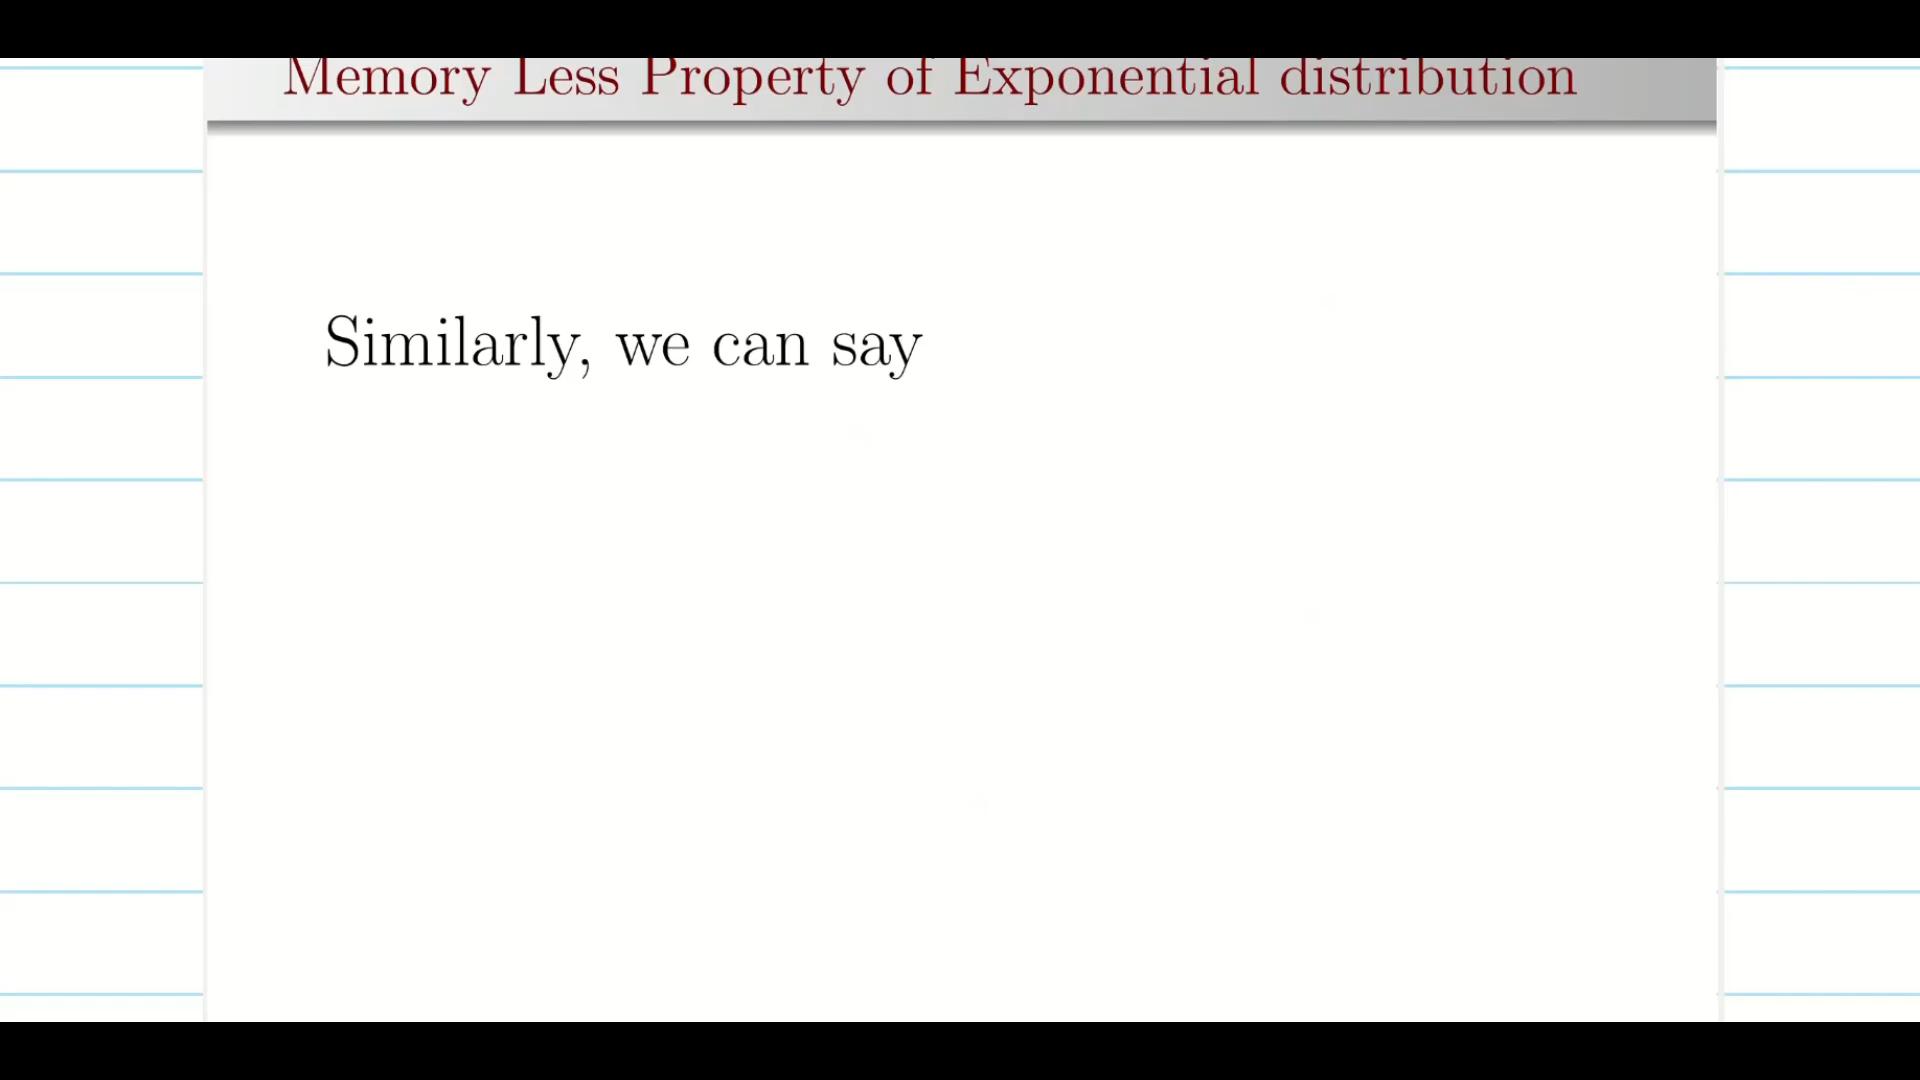 Memory Less Property of Exponential distribution
Similarly, we can say